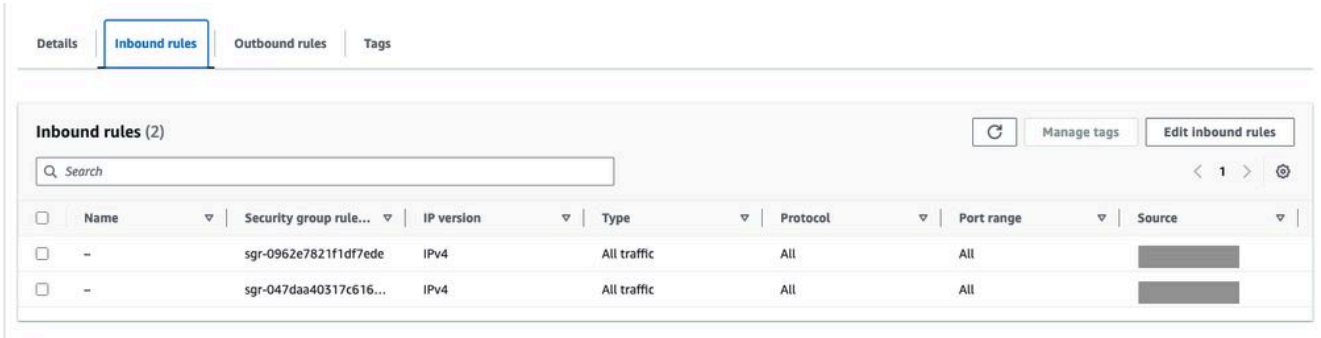 Details Inbound rules Outbound rules Tags
Inbound rules (2) Manage tags Edit inbound rules
Search
1
Name Security group rule... IP version Type Protocol Port range Source
– sgr-0962e7821f1df7ede IPv4 All traffic All All
– sgr-047daa40317c616... IPv4 All traffic All All